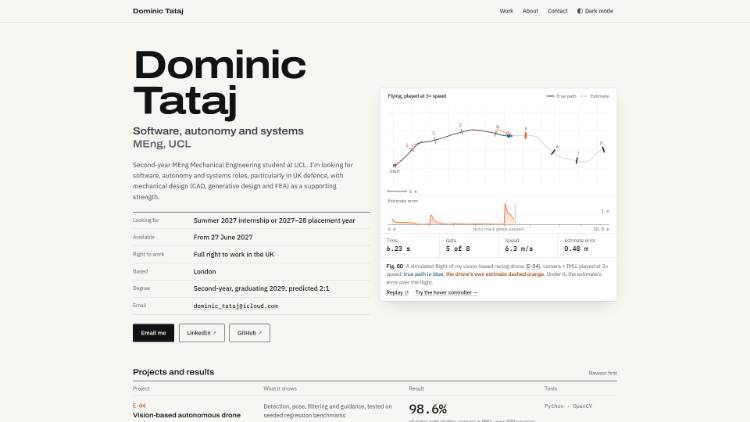 Dominic Tataj
Work About Contact Dark mode
Dominic
Tataj
Software, autonomy and systems
MEng, UCL
Second-year MEng Mechanical Engineering student at UCL. I'm looking for
software, autonomy and systems roles, particularly in UK defence, with
mechanical design (CAD, generative design and FEA) as a supporting
strength.
Looking for Summer 2027 internship or 2027–28 placement year
Available From 27 June 2027
Right to work Full right to work in the UK
Based London
Degree Second-year, graduating 2029, predicted 2:1
Email dominic_tataj@icloud.com
Email me LinkedIn ↗ GitHub ↗
Flying, played at 3× speed True path Estimate
Start
5 m
Estimate error
1 m
0 s ticks mark gates passed
Time Gate Speed Estimate error
6.23 s 5 of 8 6.3 m/s 0.48 m
Fig. 00 A simulated flight of my vision-based racing drone (E-04), camera + IMU, played at 3×
speed: true path in blue, the drone's own estimate dashed orange. Under it, the estimate's
error over the flight.
Replay Try the hover controller →
Projects and results Newest first
Project What it shows Result Tools
E-04 Detection, pose, filtering and guidance, tested on 98.6% Python · OpenCV
Vision-based autonomous drone seeded regression benchmarks